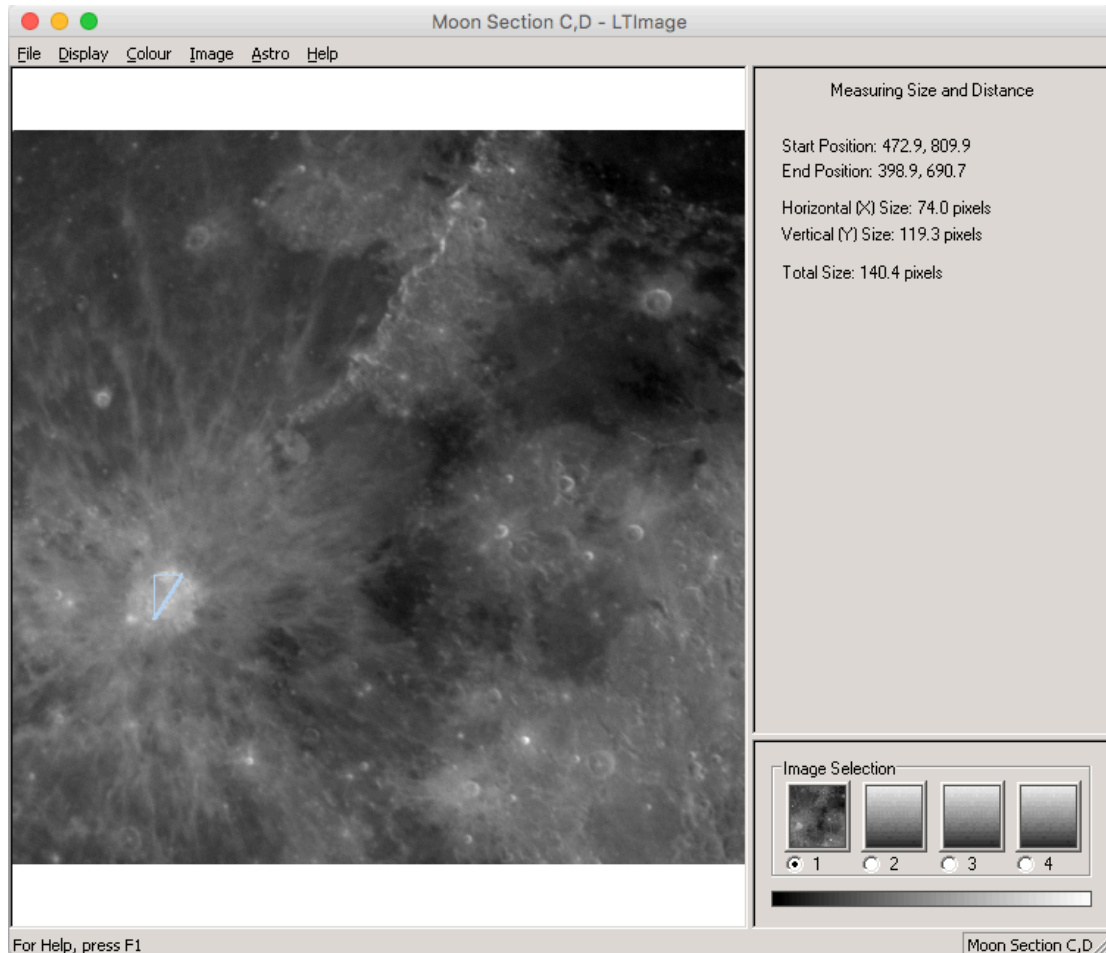 Moon Section C,D - LTImage
File Display Colour Image Astro Help
Measuring Size and Distance
Start Position: 472.9, 809.9
End Position: 398.9, 690.7
Horizontal (X) Size: 74.0 pixels
Vertical (Y) Size: 119.3 pixels
Total Size: 140.4 pixels
Image Selection
1 2 3 4
For Help, press F1
Moon Section C,D